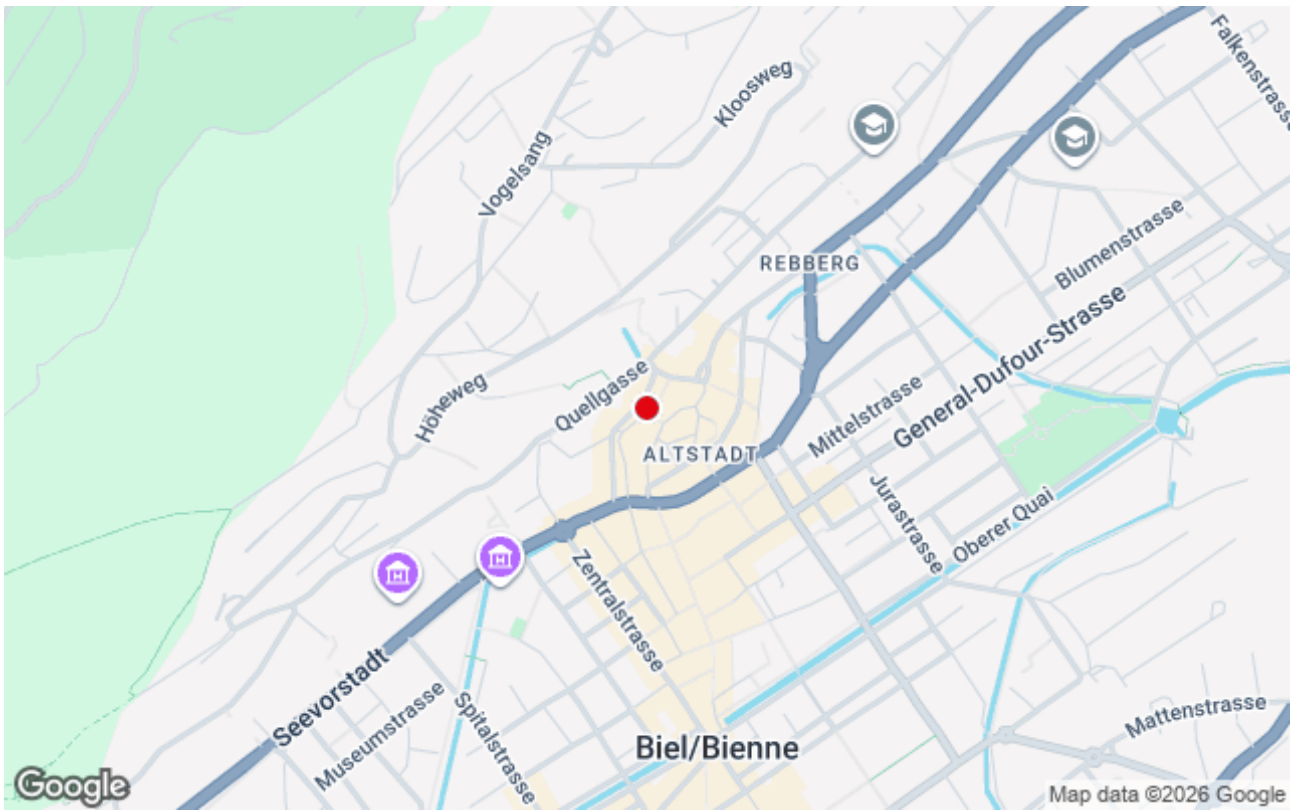 Falkenstrasse
Kloosweg
Vogelsang
REBBERG
Blumenstrasse
General-Dufour-Strasse
Höheweg
Quellgasse
Mittelstrasse
ALTSTADT
Jurastrasse
Oberer Quai
Zentralstrasse
Seevorstadt
Museumstrasse
Spitalstrasse
Mattenstrasse
Biel/Bienne
Google
Map data ©2026 Google